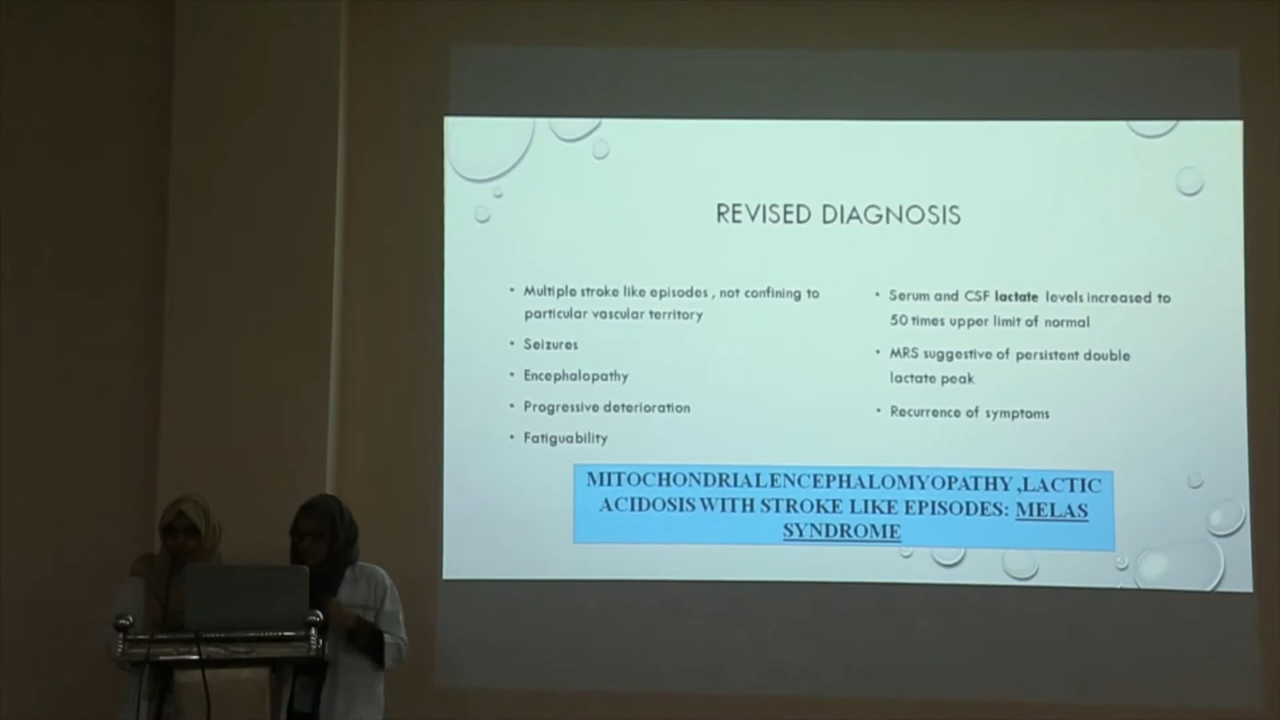 REVISED DIAGNOSIS
• Multiple stroke like episodes , not confining to
particular vascular territory
• Seizures
• Encephalopathy
• Progressive deterioration
• Fatiguability
• Serum and CSF lactate levels increased to
50 times upper limit of normal
• MRS suggestive of persistent double
lactate peak
• Recurrence of symptoms
MITOCHONDRIAL ENCEPHALOMYOPATHY ,LACTIC
ACIDOSIS WITH STROKE LIKE EPISODES: MELAS
SYNDROME